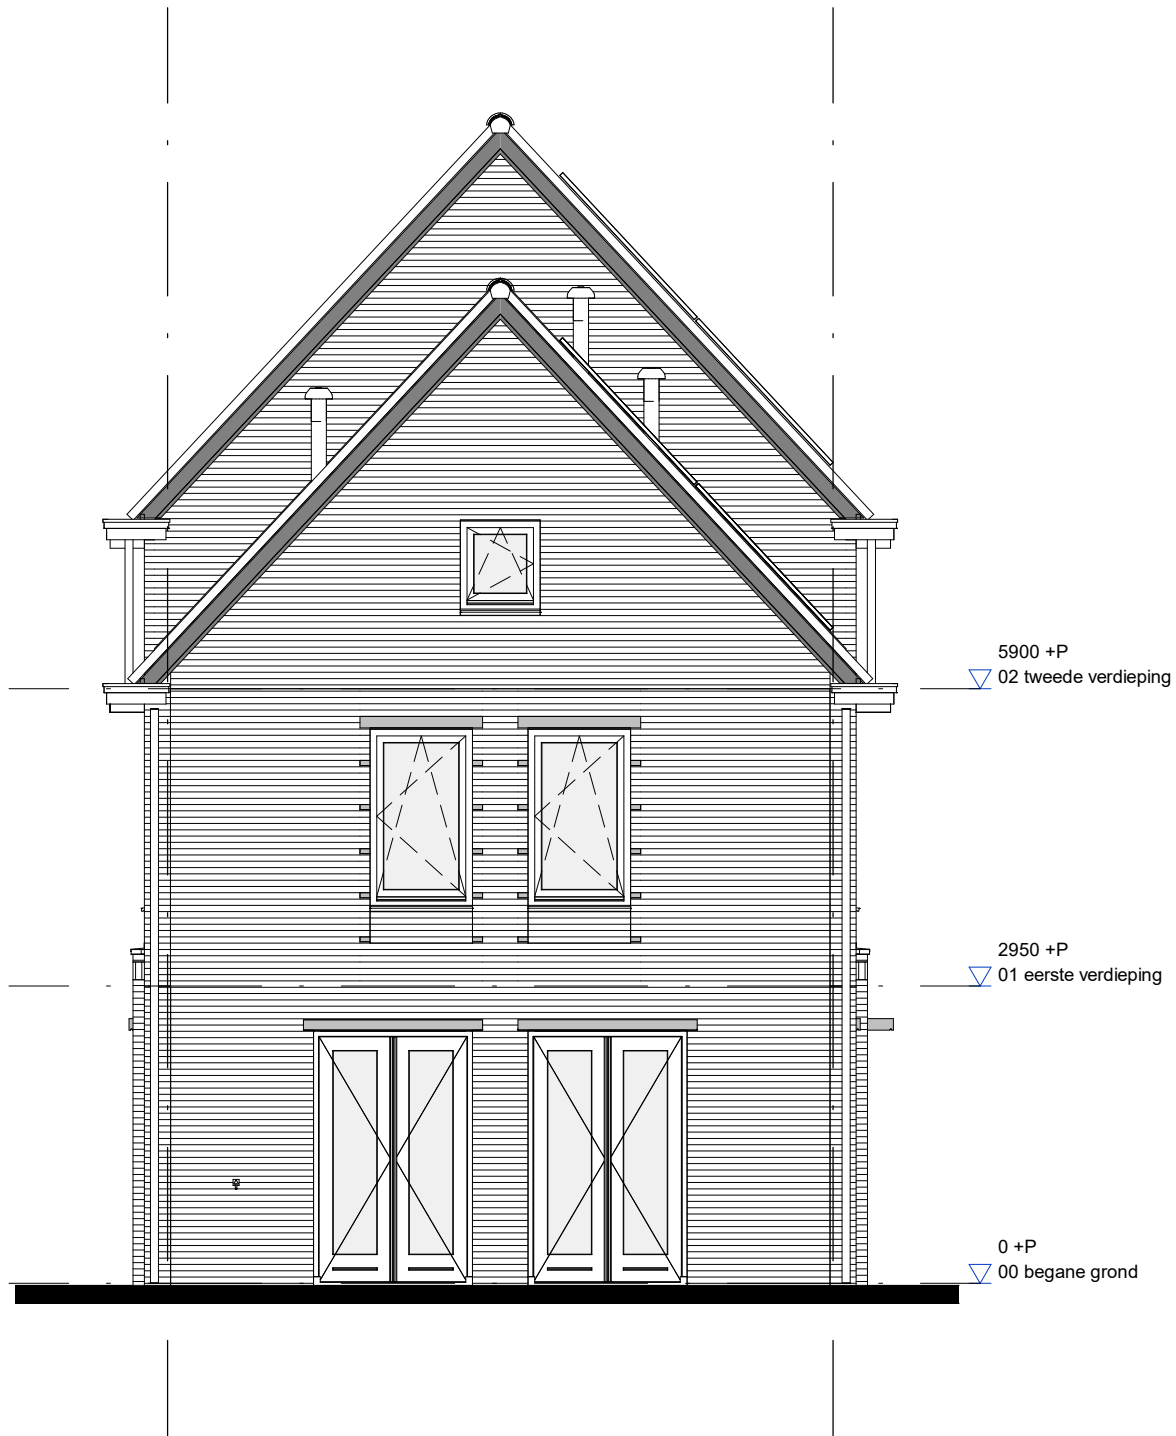 5900 +P
02 tweede verdieping
2950 +P
01 eerste verdieping
0 +P
00 begane grond